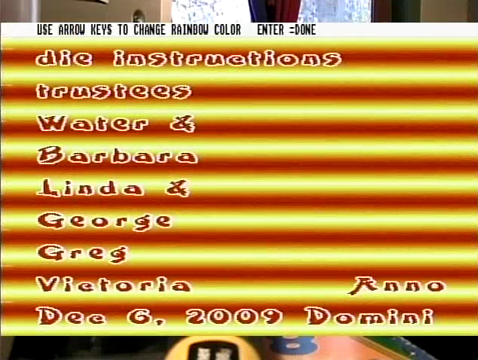 USE ARROW KEYS TO CHANGE RAINBOW COLOR ENTER =DONE
die instructions
trustees
Water &
Barbara
Linda &
George
Greg
Victoria Anno
Dec 6, 2009 Domini